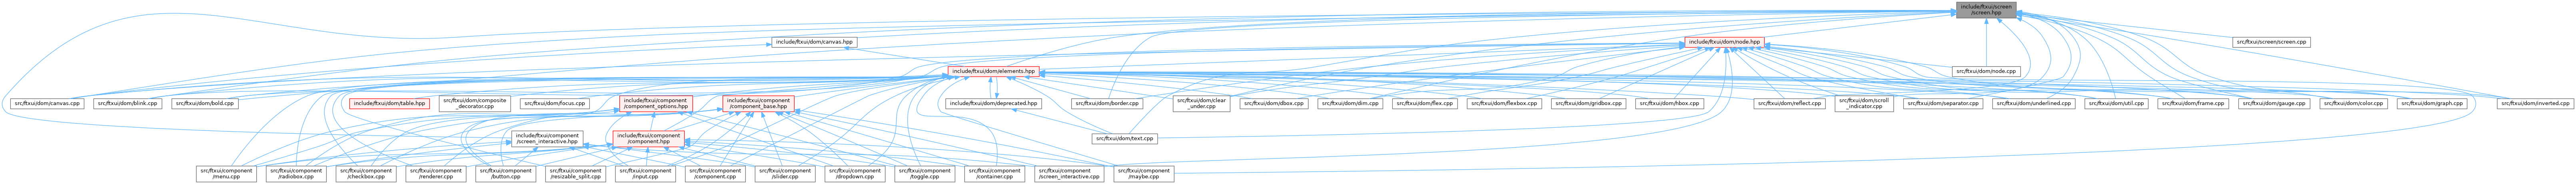 include/ftxui/screen
/screen.hpp
include/ftxui/dom/canvas.hpp
include/ftxui/dom/node.hpp
src/ftxui/screen/screen.cpp
include/ftxui/dom/elements.hpp
src/ftxui/dom/node.cpp
src/ftxui/dom/canvas.cpp
src/ftxui/dom/blink.cpp
src/ftxui/dom/bold.cpp
include/ftxui/dom/table.hpp
src/ftxui/dom/composite
_decorator.cpp
src/ftxui/dom/focus.cpp
include/ftxui/component
/component_options.hpp
include/ftxui/component
/component_base.hpp
include/ftxui/dom/deprecated.hpp
src/ftxui/dom/border.cpp
src/ftxui/dom/clear
_under.cpp
src/ftxui/dom/dbox.cpp
src/ftxui/dom/dim.cpp
src/ftxui/dom/flex.cpp
src/ftxui/dom/flexbox.cpp
src/ftxui/dom/gridbox.cpp
src/ftxui/dom/hbox.cpp
src/ftxui/dom/reflect.cpp
src/ftxui/dom/scroll
_indicator.cpp
src/ftxui/dom/separator.cpp
src/ftxui/dom/underlined.cpp
src/ftxui/dom/util.cpp
src/ftxui/dom/frame.cpp
src/ftxui/dom/gauge.cpp
src/ftxui/dom/color.cpp
src/ftxui/dom/graph.cpp
src/ftxui/dom/inverted.cpp
include/ftxui/component
/screen_interactive.hpp
include/ftxui/component
/component.hpp
src/ftxui/dom/text.cpp
src/ftxui/component
/menu.cpp
src/ftxui/component
/radiobox.cpp
src/ftxui/component
/checkbox.cpp
src/ftxui/component
/renderer.cpp
src/ftxui/component
/button.cpp
src/ftxui/component
/resizable_split.cpp
src/ftxui/component
/input.cpp
src/ftxui/component
/component.cpp
src/ftxui/component
/slider.cpp
src/ftxui/component
/dropdown.cpp
src/ftxui/component
/toggle.cpp
src/ftxui/component
/container.cpp
src/ftxui/component
/screen_interactive.cpp
src/ftxui/component
/maybe.cpp